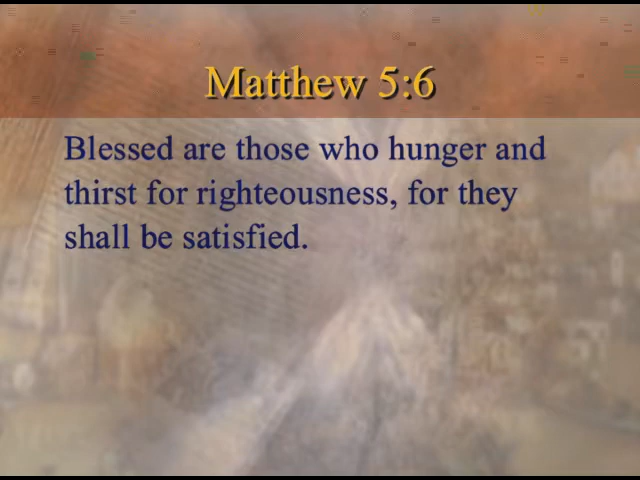 Matthew 5:6
Blessed are those who hunger and
thirst for righteousness, for they
shall be satisfied.